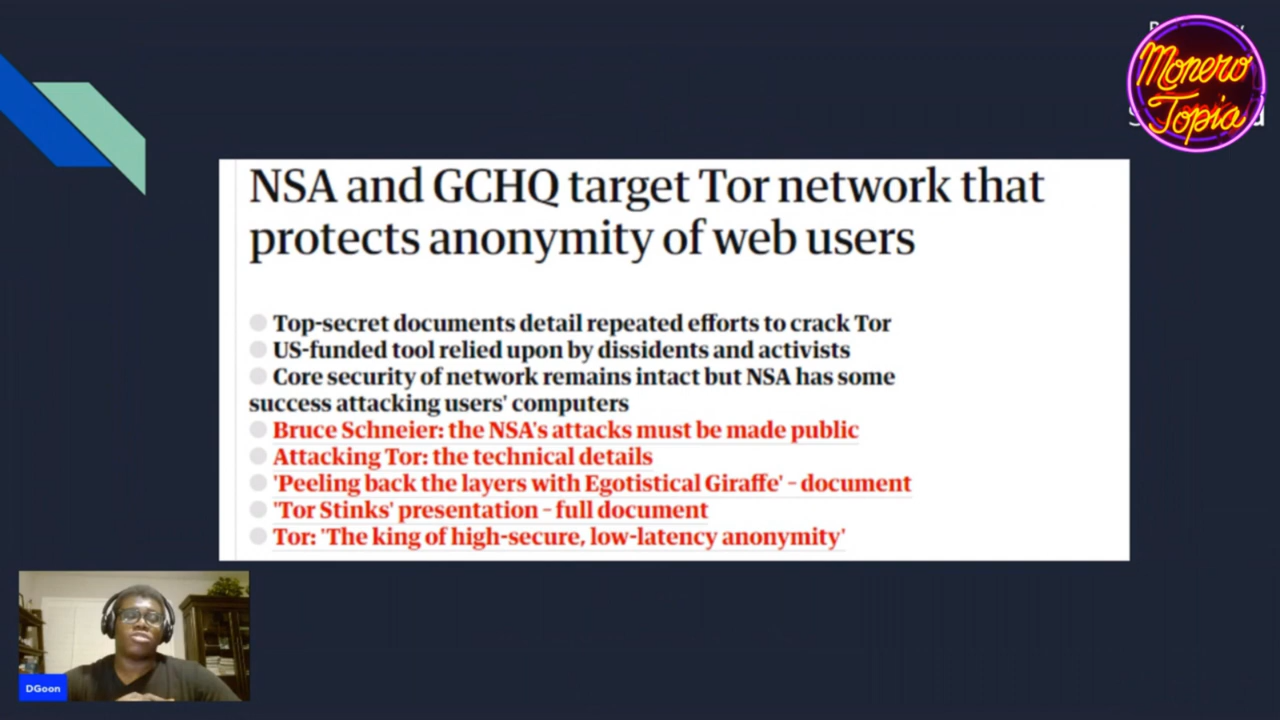 Monero
Topia
NSA and GCHQ target Tor network that
protects anonymity of web users
Top-secret documents detail repeated efforts to crack Tor
US-funded tool relied upon by dissidents and activists
Core security of network remains intact but NSA has some
success attacking users' computers
Bruce Schneier: the NSA's attacks must be made public
Attacking Tor: the technical details
'Peeling back the layers with Egotistical Giraffe' – document
'Tor Stinks' presentation – full document
Tor: 'The king of high-secure, low-latency anonymity'
DGoon